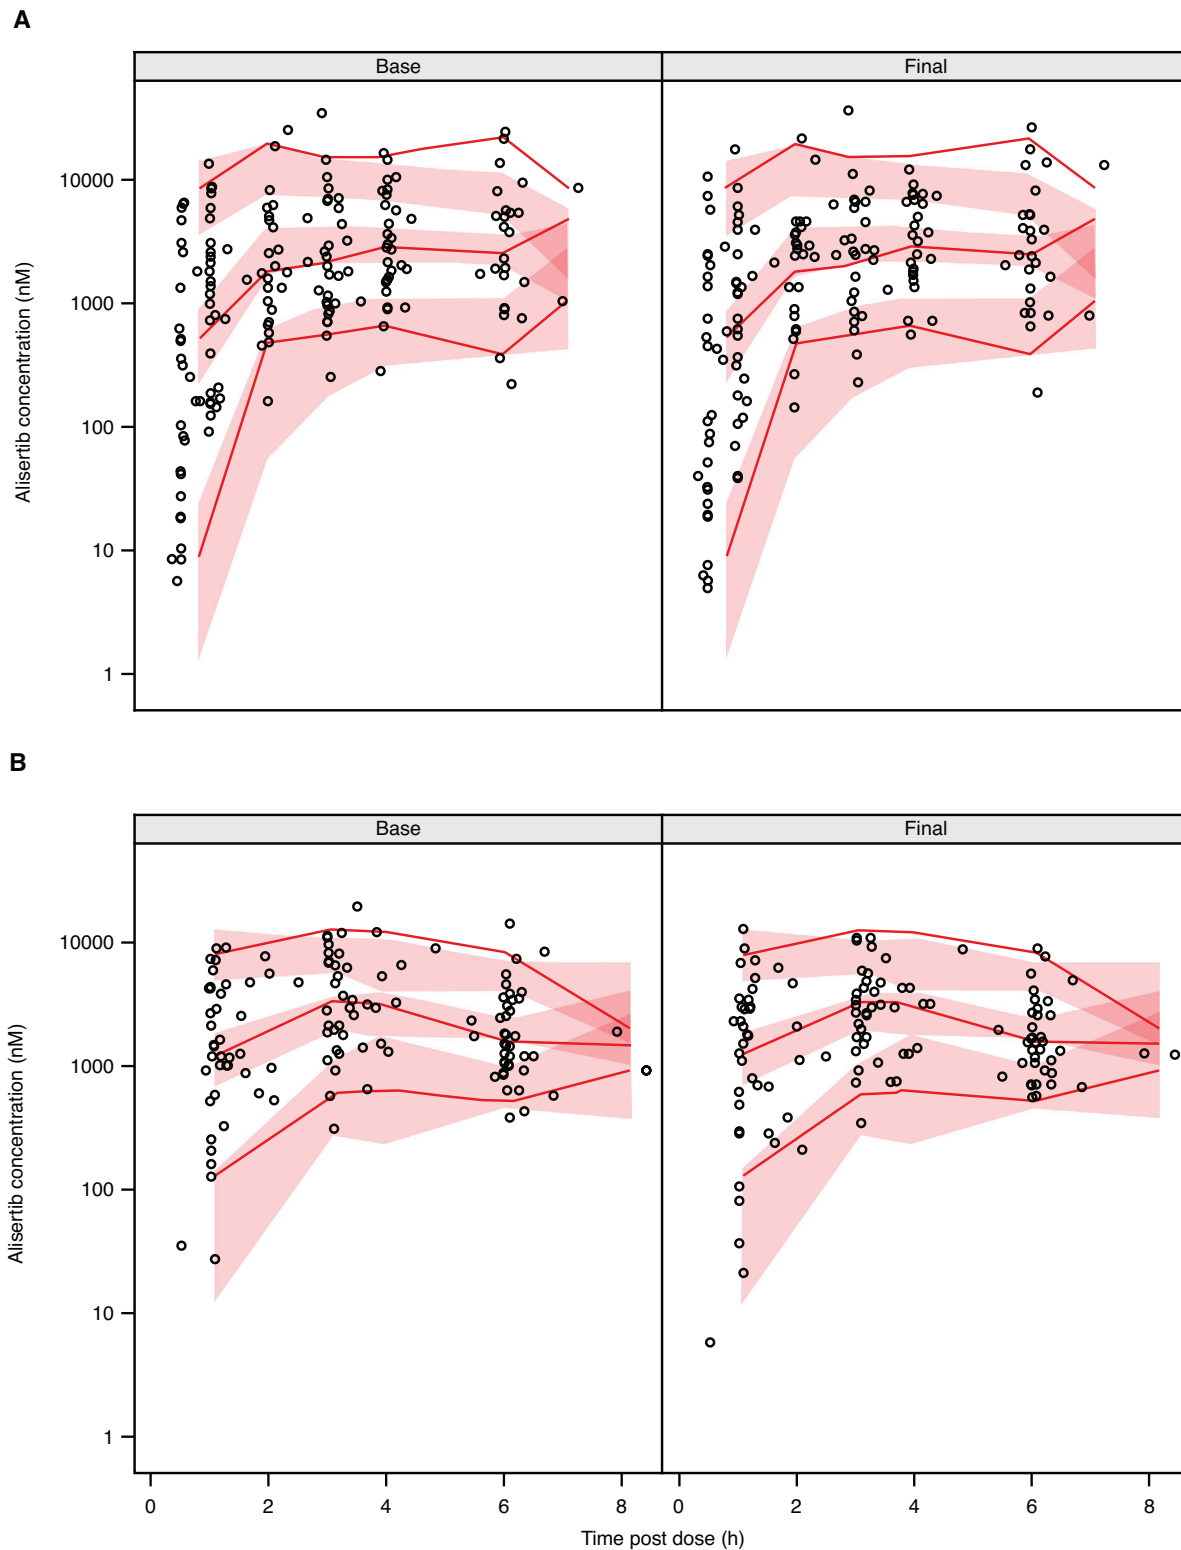 A
Base Final
10000
1000
100
10
1
Alisertib concentration (nM)
B
Base Final
10000
1000
100
10
1
Alisertib concentration (nM)
0 2 4 6 8 0 2 4 6 8
Time post dose (h)